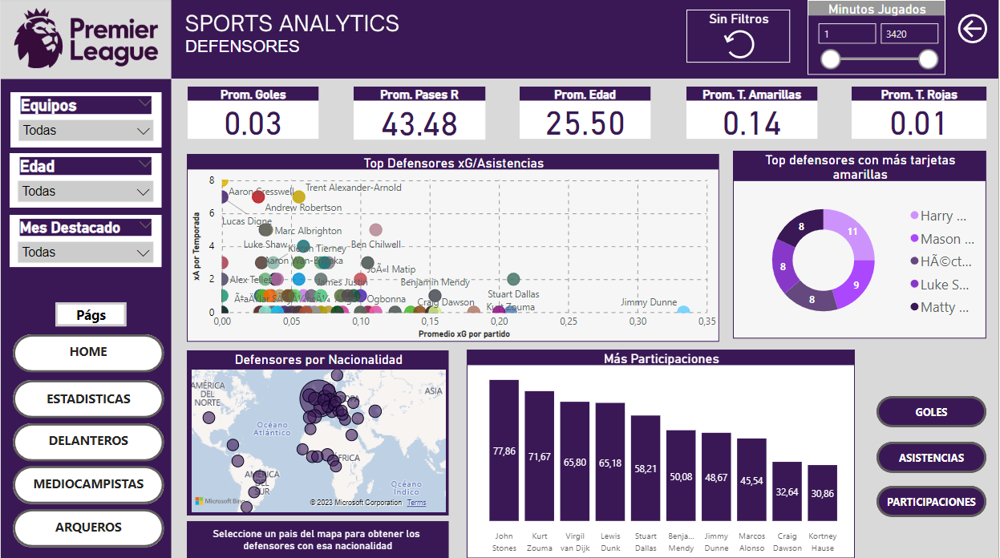 Premier
League
SPORTS ANALYTICS
DEFENSORES
Sin Filtros
Minutos Jugados
1
3420
Equipos
Todas
Edad
Todas
Mes Destacado
Todas
Págs
HOME
ESTADISTICAS
DELANTEROS
MEDIOCAMPISTAS
ARQUEROS
Prom. Goles
0.03
Prom. Pases R
43.48
Prom. Edad
25.50
Prom. T. Amarillas
0.14
Prom. T. Rojas
0.01
Top Defensores xG/Asistencias
xA por Temporada
8
6
4
2
0
Aaron Cresswell
Trent Alexander-Arnold
Andrew Robertson
Lucas Digne
Marc Albrighton
Luke Shaw
Kieran Tierney
Ben Chilwell
Aaron Wan-Bissaka
JoÃ«l Matip
Alex Telles
James Justin
Benjamin Mendy
Stuart Dallas
Ogbonna
Craig Dawson
Kurt Zouma
Jimmy Dunne
0,00
0,05
0,10
0,15
0,20
0,25
0,30
0,35
Promedio xG por partido
Top defensores con más tarjetas
amarillas
11
9
8
8
8
Harry ...
Mason ...
HÃ©ct...
Luke S...
Matty ...
Defensores por Nacionalidad
AMÉRICA
DEL
NORTE
ASIA
Océano
Atlántico
ÁFRICA
AMÉRICA
DEL
SUR
Océano
Índico
Microsoft Bing
© 2023 Microsoft Corporation
Terms
Seleccione un pais del mapa para obtener los
defensores con esa nacionalidad
Más Participaciones
77,86
71,67
65,80
65,18
58,21
50,08
48,67
45,54
32,64
30,86
John
Stones
Kurt
Zouma
Virgil
van Dijk
Lewis
Dunk
Stuart
Dallas
Benja...
Mendy
Jimmy
Dunne
Marcos
Alonso
Craig
Dawson
Kortney
Hause
GOLES
ASISTENCIAS
PARTICIPACIONES